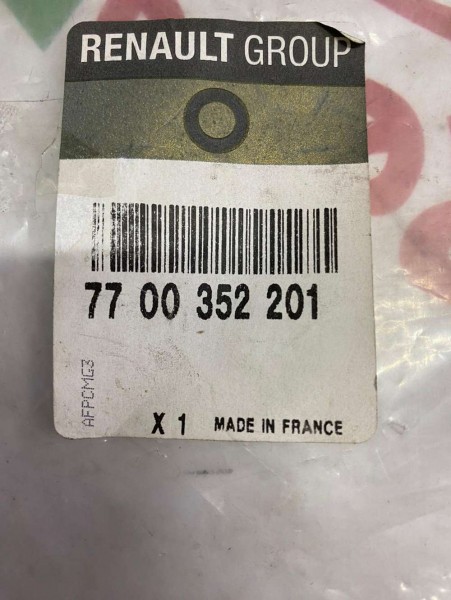 RENAULT GROUP
77 00 352 201
AFPCMG3
X 1 MADE IN FRANCE